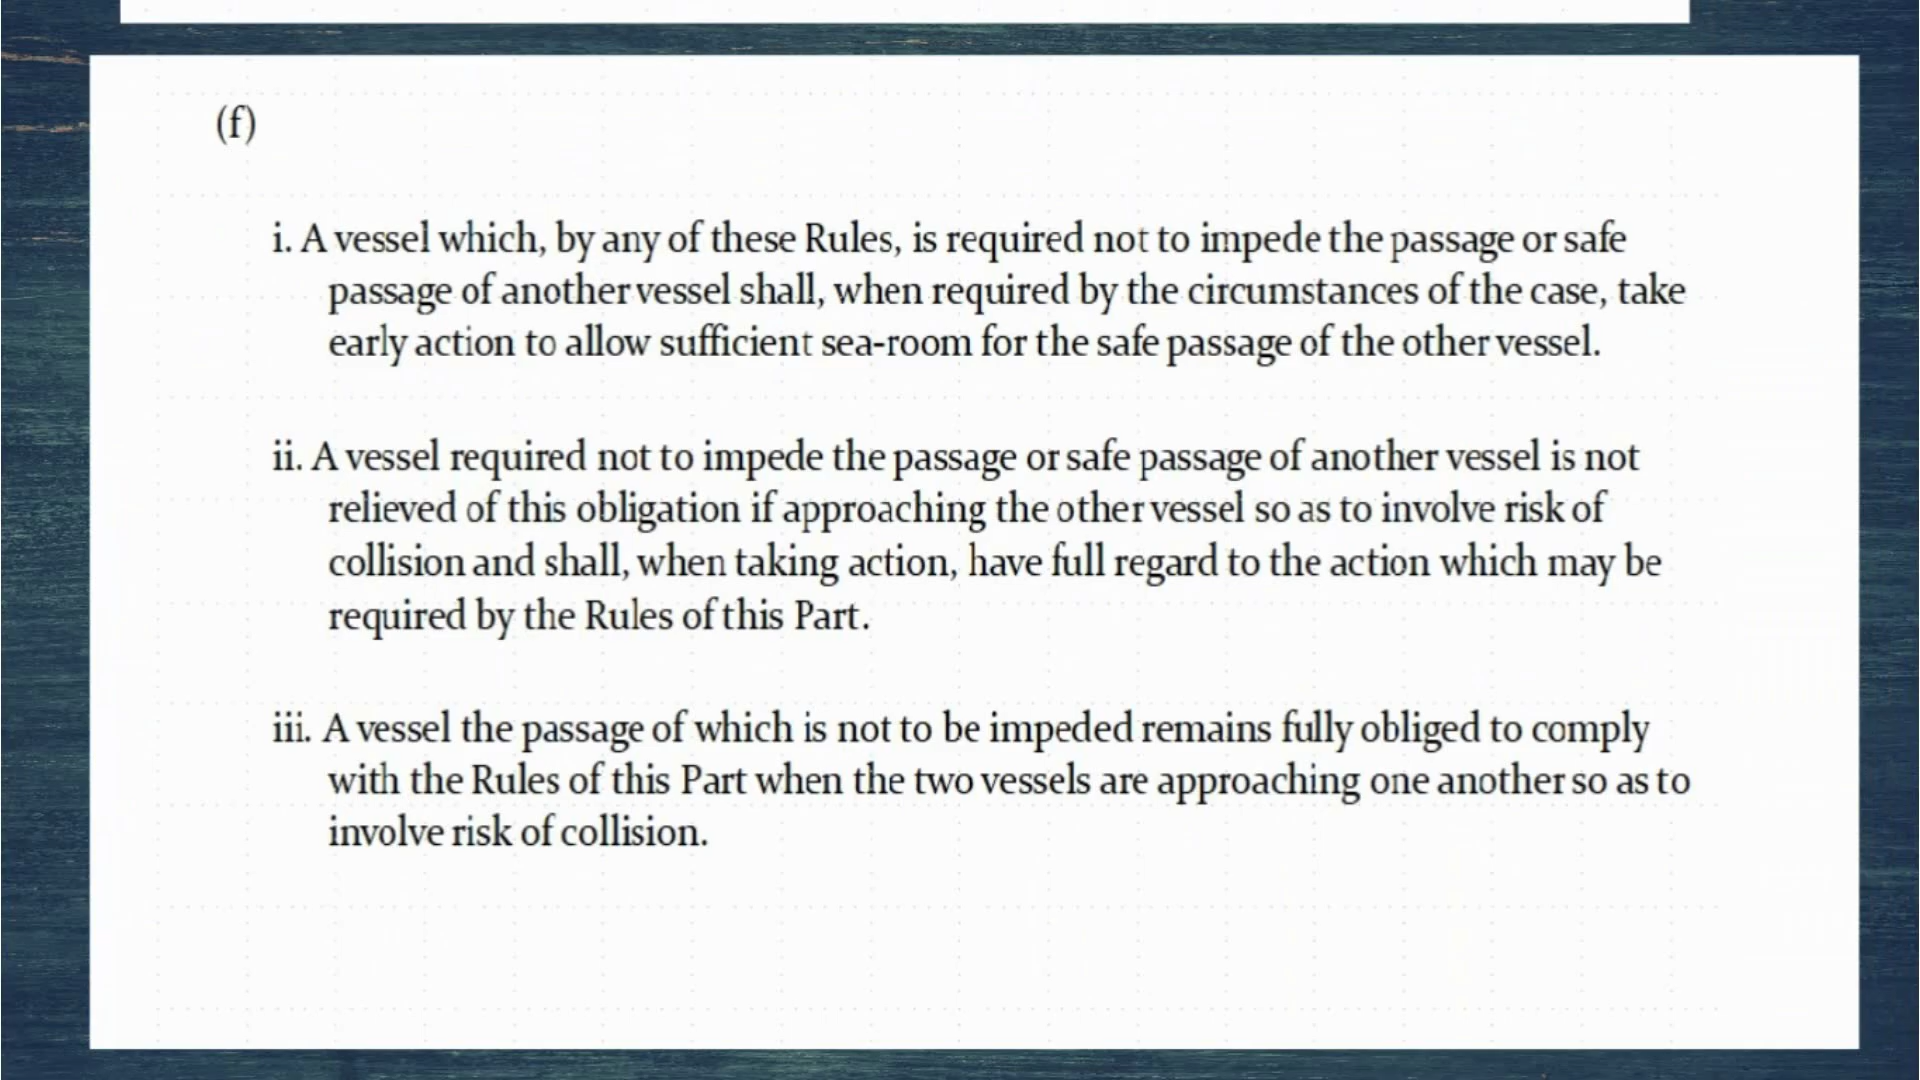 (f)
i. A vessel which, by any of these Rules, is required not to impede the passage or safe
passage of another vessel shall, when required by the circumstances of the case, take
early action to allow sufficient sea-room for the safe passage of the other vessel.
ii. A vessel required not to impede the passage or safe passage of another vessel is not
relieved of this obligation if approaching the other vessel so as to involve risk of
collision and shall, when taking action, have full regard to the action which may be
required by the Rules of this Part.
iii. A vessel the passage of which is not to be impeded remains fully obliged to comply
with the Rules of this Part when the two vessels are approaching one another so as to
involve risk of collision.